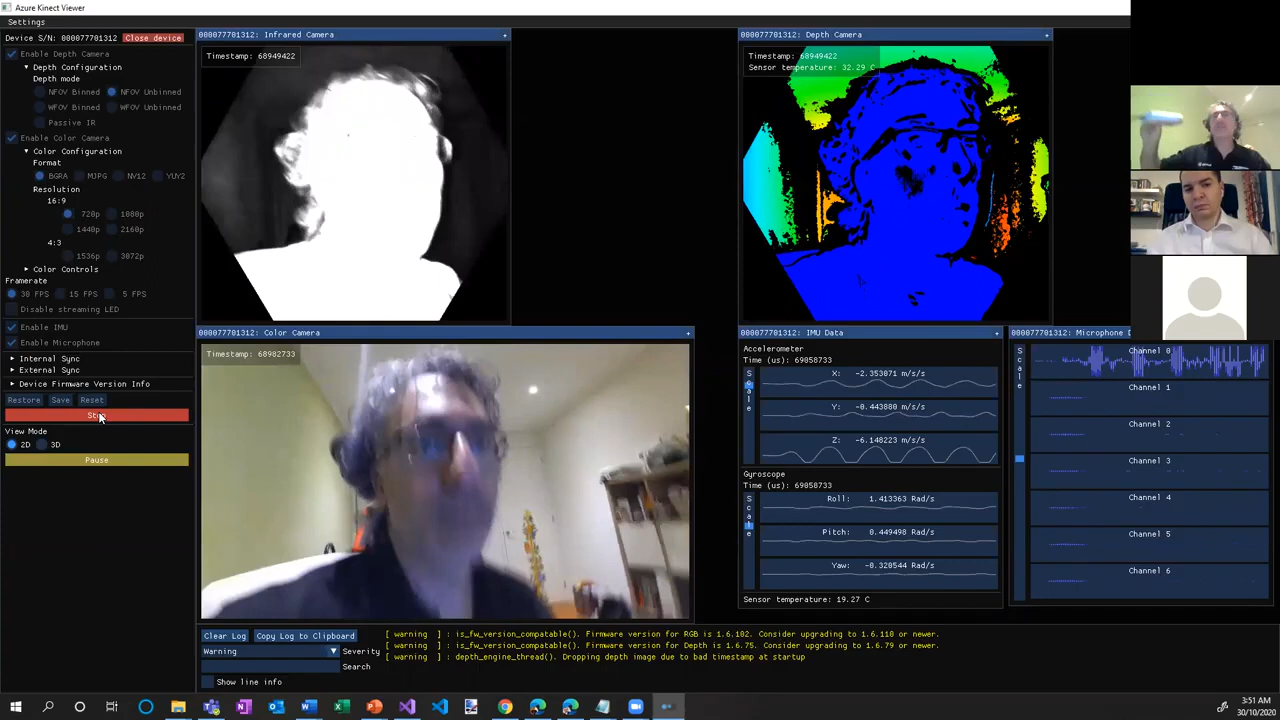 Azure Kinect Viewer
Settings
Device S/N: 000077701312 Close device
Enable Depth Camera
Depth Configuration
Depth mode
NFOV Binned NFOV Unbinned
WFOV Binned WFOV Unbinned
Passive IR
Enable Color Camera
Color Configuration
Format
BGRA MJPG NV12 YUY2
Resolution
16:9
720p 1080p
1440p 2160p
4:3
1536p 3072p
Color Controls
Framerate
30 FPS 15 FPS 5 FPS
Disable streaming LED
Enable IMU
Enable Microphone
Internal Sync
External Sync
Device Firmware Version Info
Restore Save Reset
Stop
View Mode
2D 3D
Pause
000077701312: Infrared Camera
Timestamp: 68949422
000077701312: Depth Camera
Timestamp: 68949422
Sensor temperature: 32.29 C
000077701312: Color Camera
Timestamp: 68982733
000077701312: IMU Data
Accelerometer
Time (us): 69058733
Scale
X: -2.353071 m/s/s
Y: -0.443880 m/s/s
Z: -6.148223 m/s/s
Gyroscope
Time (us): 69058733
Scale
Roll: 1.413363 Rad/s
Pitch: 0.449498 Rad/s
Yaw: -0.320544 Rad/s
Sensor temperature: 19.27 C
000077701312: Microphone D
Scale
Channel 0
Channel 1
Channel 2
Channel 3
Channel 4
Channel 5
Channel 6
Clear Log Copy Log to Clipboard
Warning Severity
Search
Show line info
[ warning ] : is_fw_version_compatable(). Firmware version for RGB is 1.6.102. Consider upgrading to 1.6.110 or newer.
[ warning ] : is_fw_version_compatable(). Firmware version for Depth is 1.6.75. Consider upgrading to 1.6.79 or newer.
[ warning ] : depth_engine_thread(). Dropping depth image due to bad timestamp at startup
3:51 AM
30/10/2020